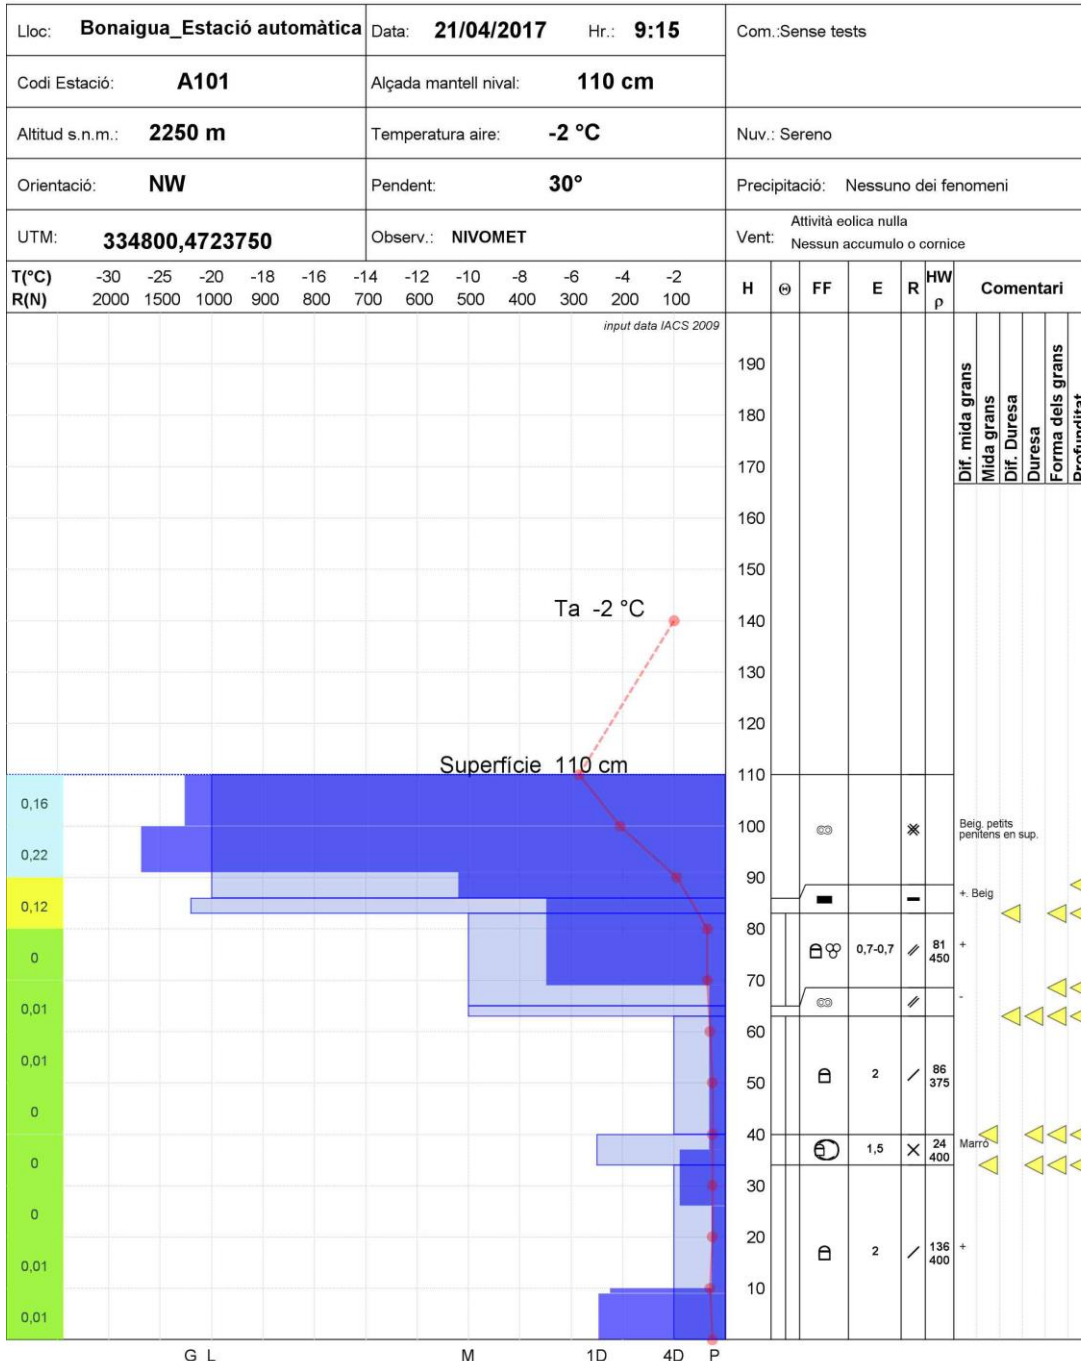 Lloc: Bonaigua_Estació automàtica Data: 21/04/2017 Hr.: 9:15 Com.:Sense tests
Codi Estació: A101 Alçada mantell nival: 110 cm
Altitud s.n.m.: 2250 m Temperatura aire: -2 °C Nuv.: Sereno
Orientació: NW Pendent: 30° Precipitació: Nessuno dei fenomeni
UTM: 334800,4723750 Observ.: NIVOMET Vent: Attività eolica nulla
Nessun accumulo o cornice
T(°C) -30 -25 -20 -18 -16 -14 -12 -10 -8 -6 -4 -2
R(N) 2000 1500 1000 900 800 700 600 500 400 300 200 100
H FF E R HW ρ Comentari
input data IACS 2009
Dif. mida grans
Mida grans
Dif. Duresa
Duresa
Forma dels grans
Profunditat
190
180
170
160
150
Ta -2 °C
140
130
120
Superfície 110 cm
110
0,16
100 Beig. petits
penitens en sup.
0,22
90
+. Beig
0,12
80
0,7-0,7 81 +
450
0
70
-
0,01
60
0,01
2 86
375
50
0
40
1,5 24 Marró
400
0
30
0
20
2 136 +
400
0,01
10
0,01
G L M 1D 4D P